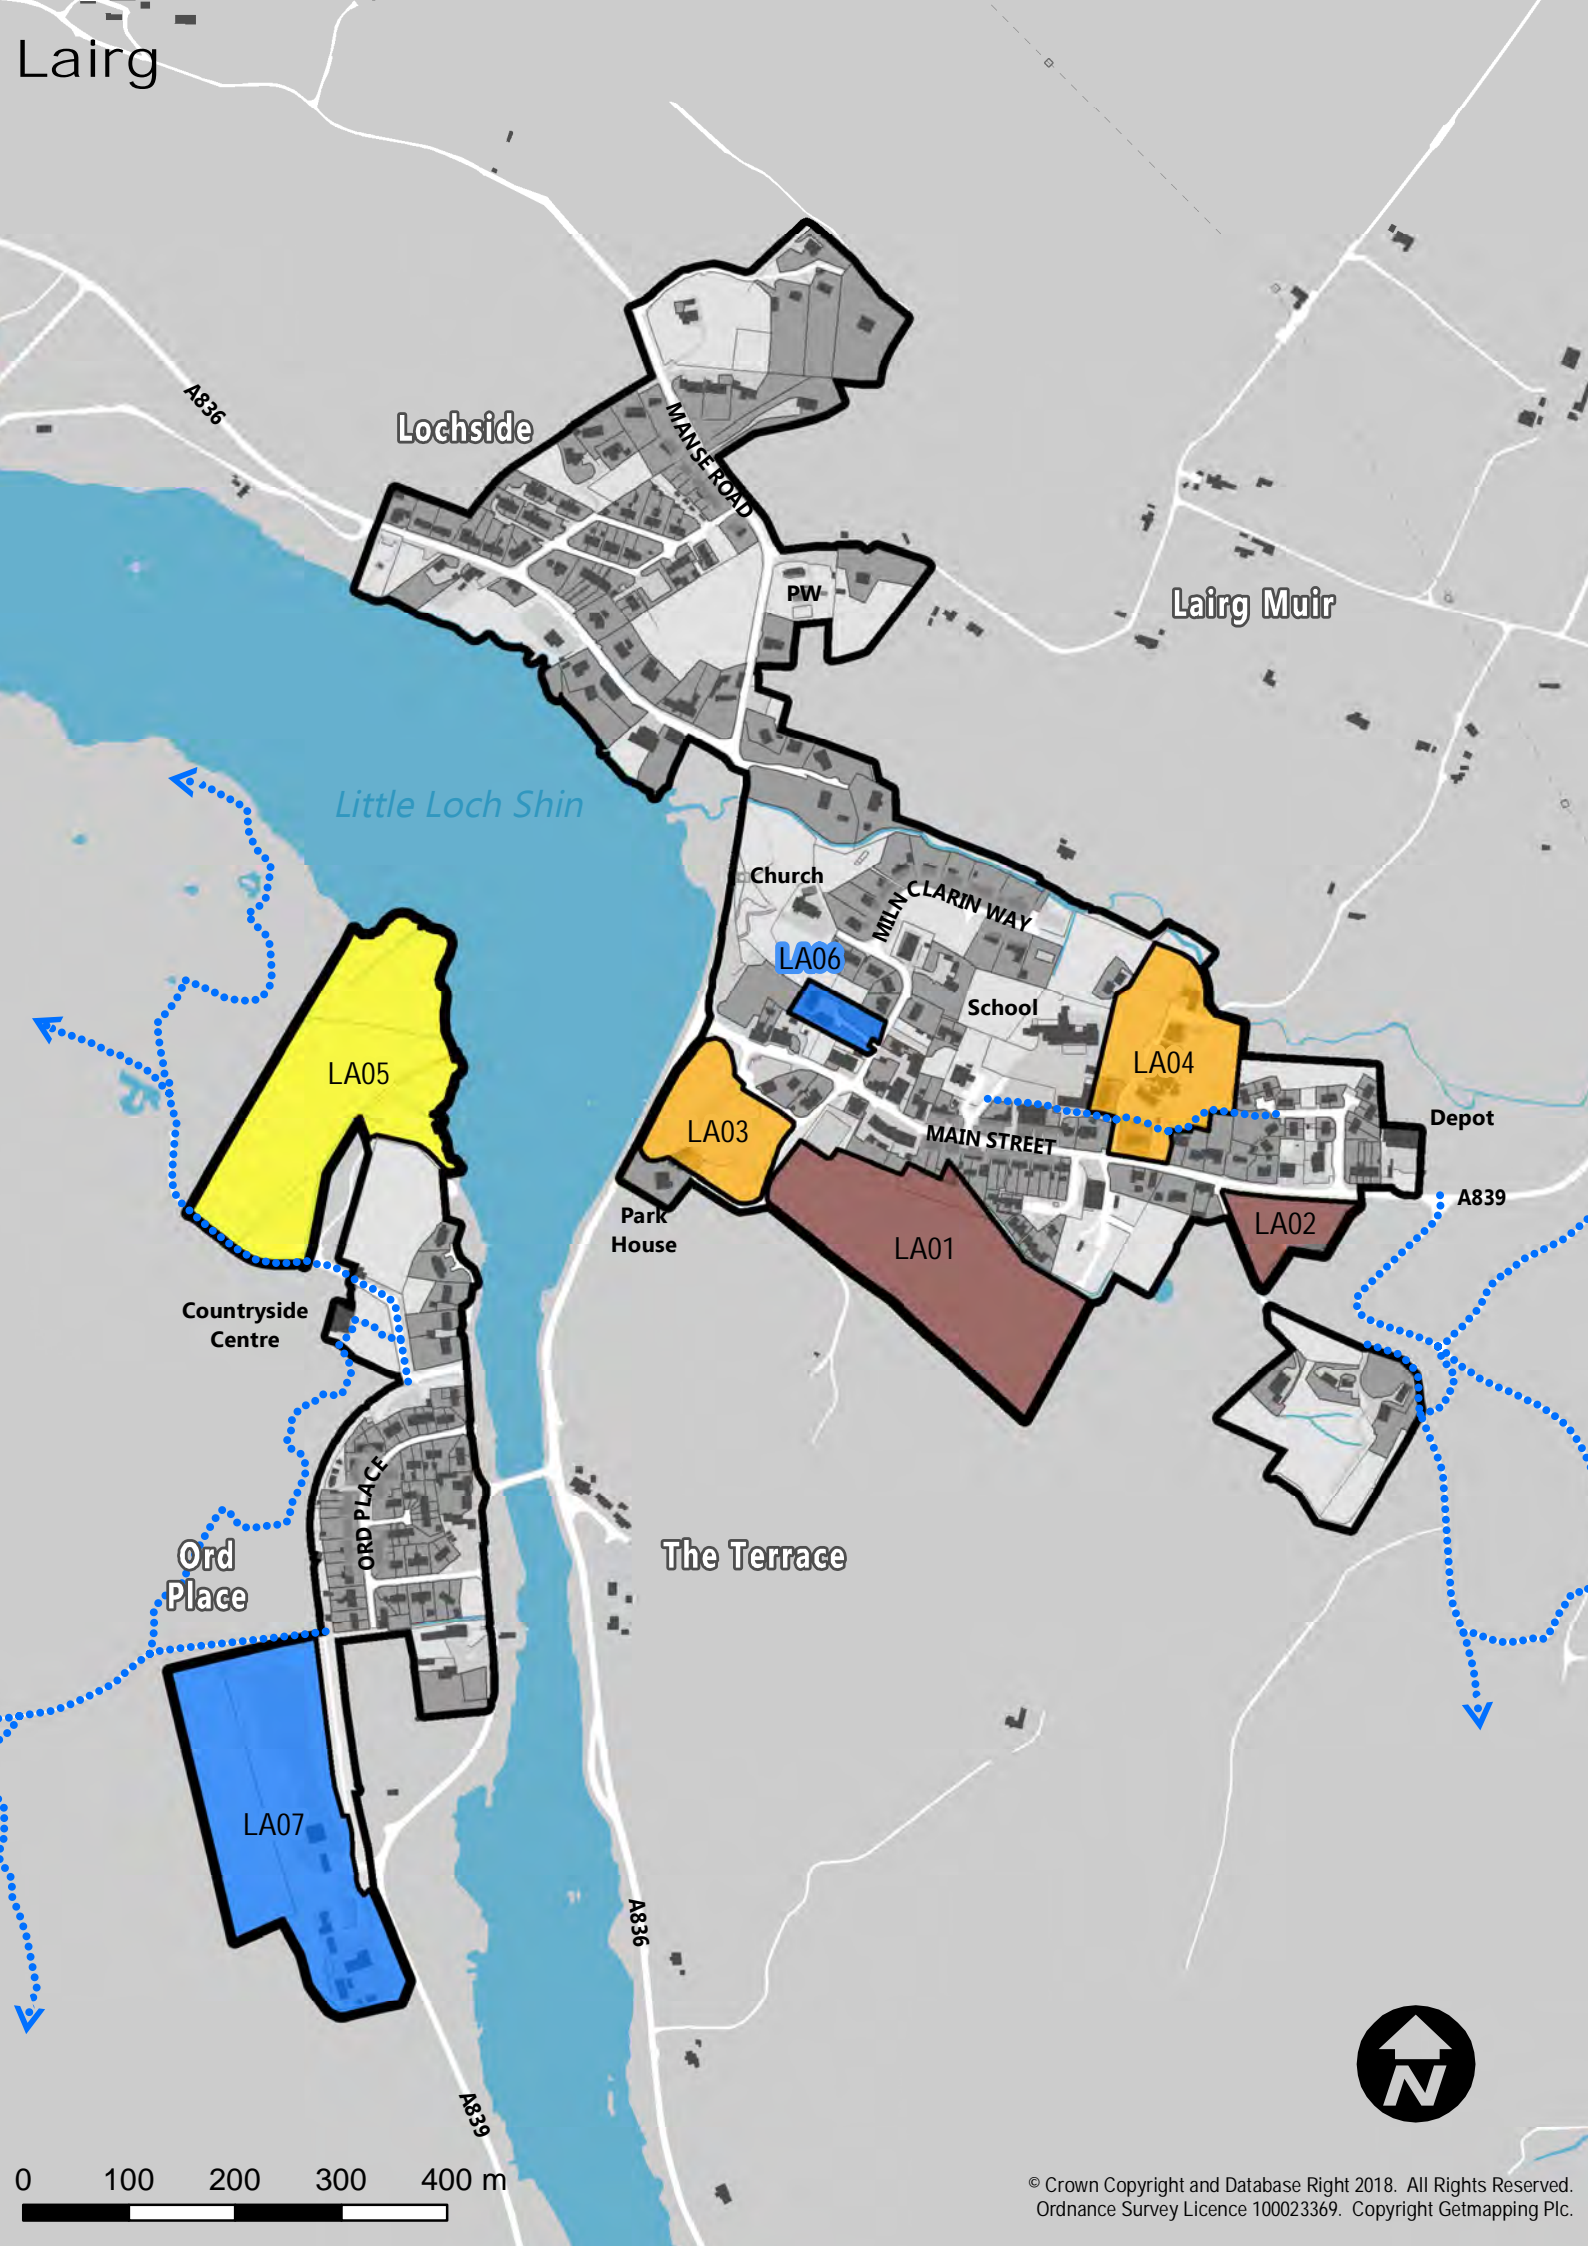 Lairg
A836
Lochside
MANSE ROAD
PW
Lairg Muir
Little Loch Shin
Church
MILNCLARIN WAY
LA06
School
LA05
LA04
LA03
MAIN STREET
Depot
A839
Park
House
LA01
LA02
Countryside
Centre
ORD PLACE
Ord
Place
The Terrace
LA07
A836
A839
N
0 100 200 300 400 m
© Crown Copyright and Database Right 2018. All Rights Reserved.
Ordnance Survey Licence 100023369. Copyright Getmapping Plc.